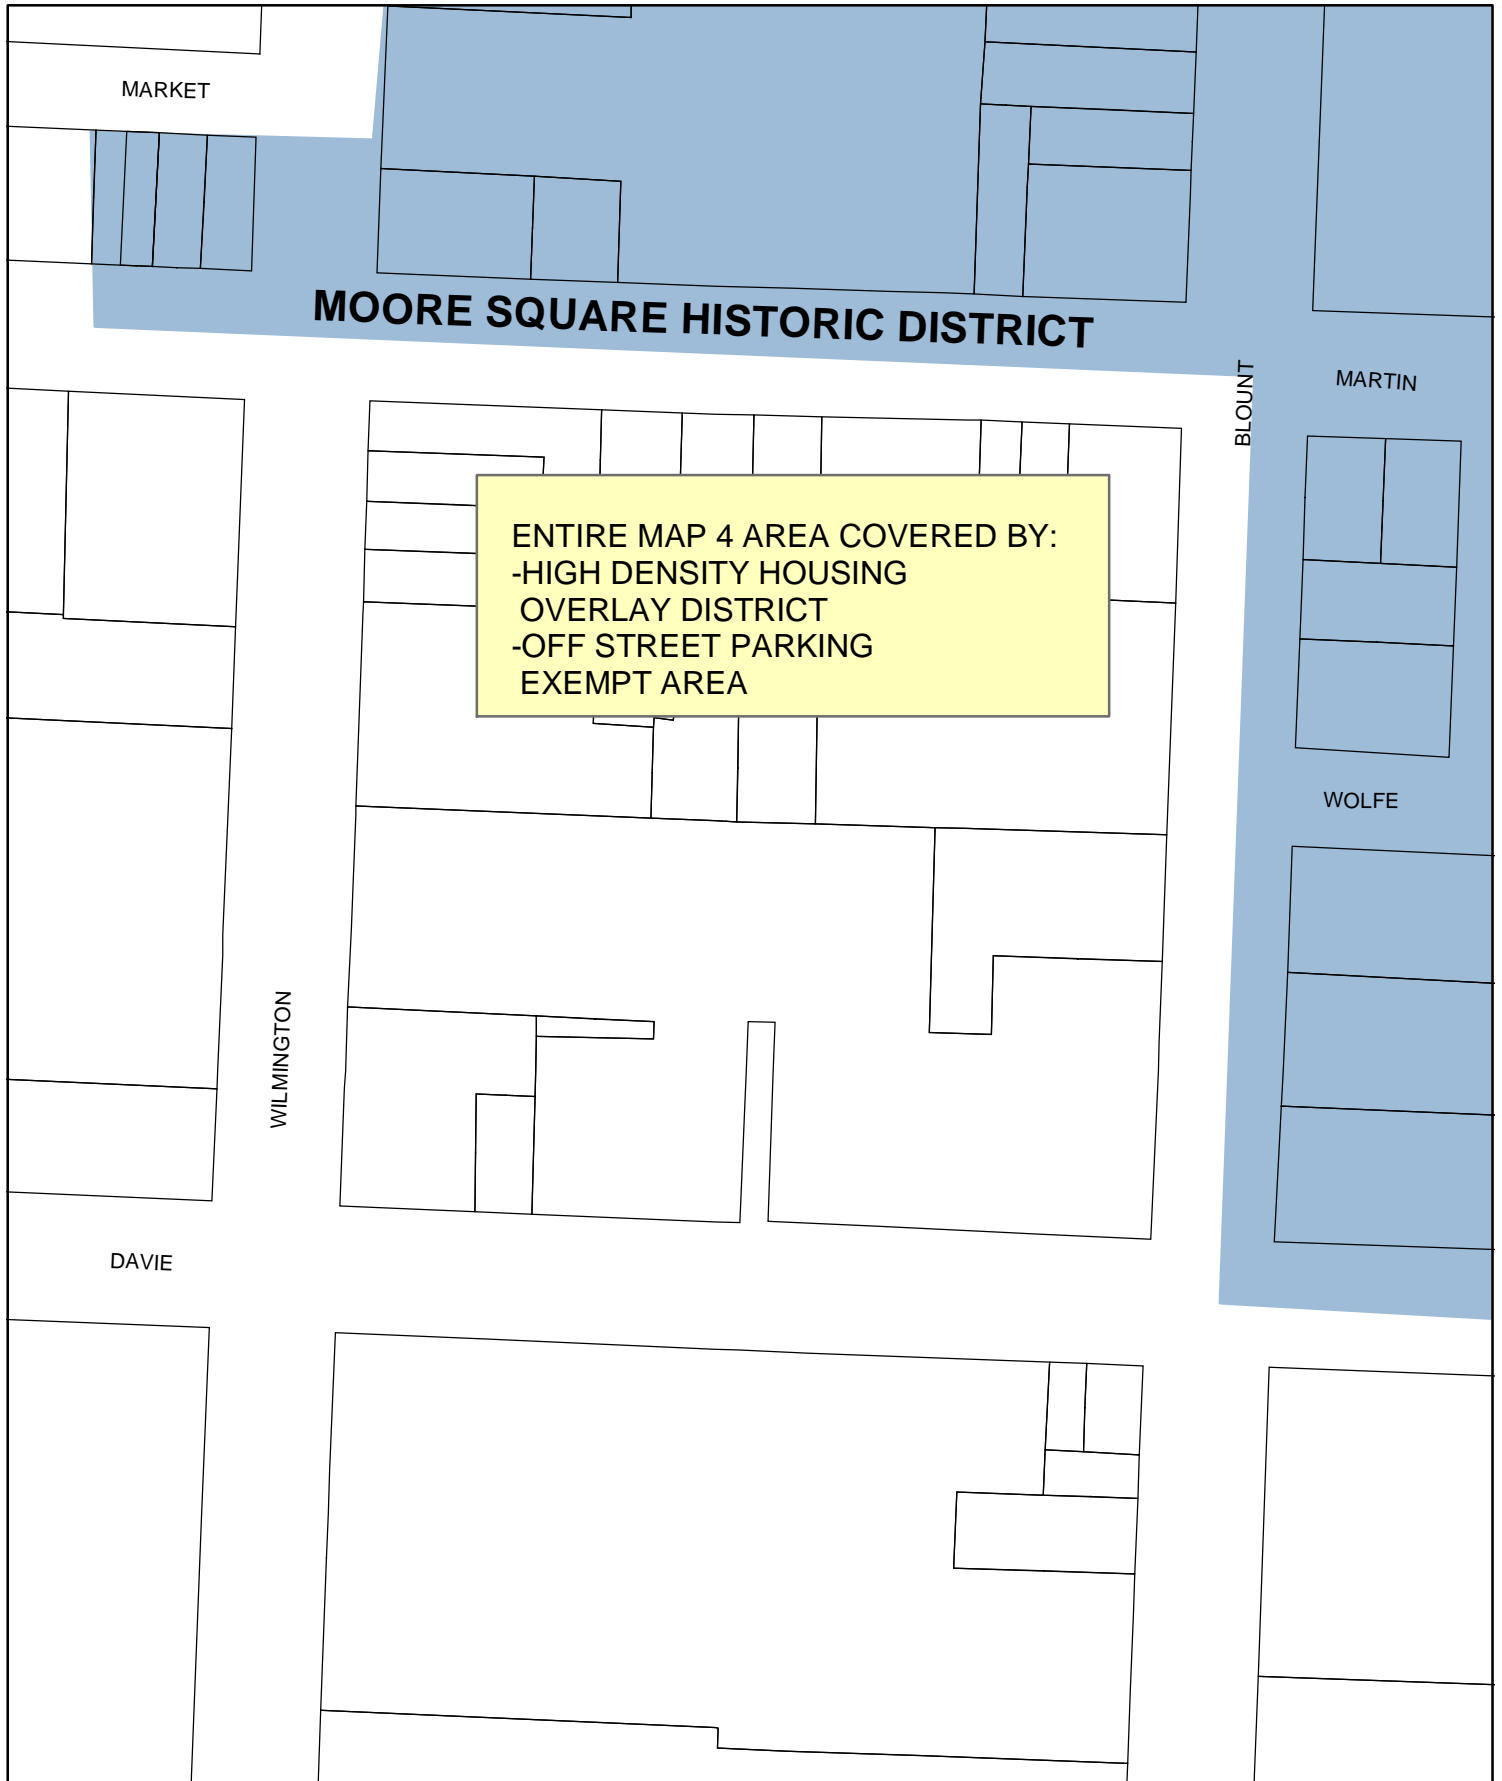 MARKET
MOORE SQUARE HISTORIC DISTRICT
BLOUNT
MARTIN
ENTIRE MAP 4 AREA COVERED BY:
-HIGH DENSITY HOUSING
OVERLAY DISTRICT
-OFF STREET PARKING
EXEMPT AREA
WOLFE
WILMINGTON
DAVIE